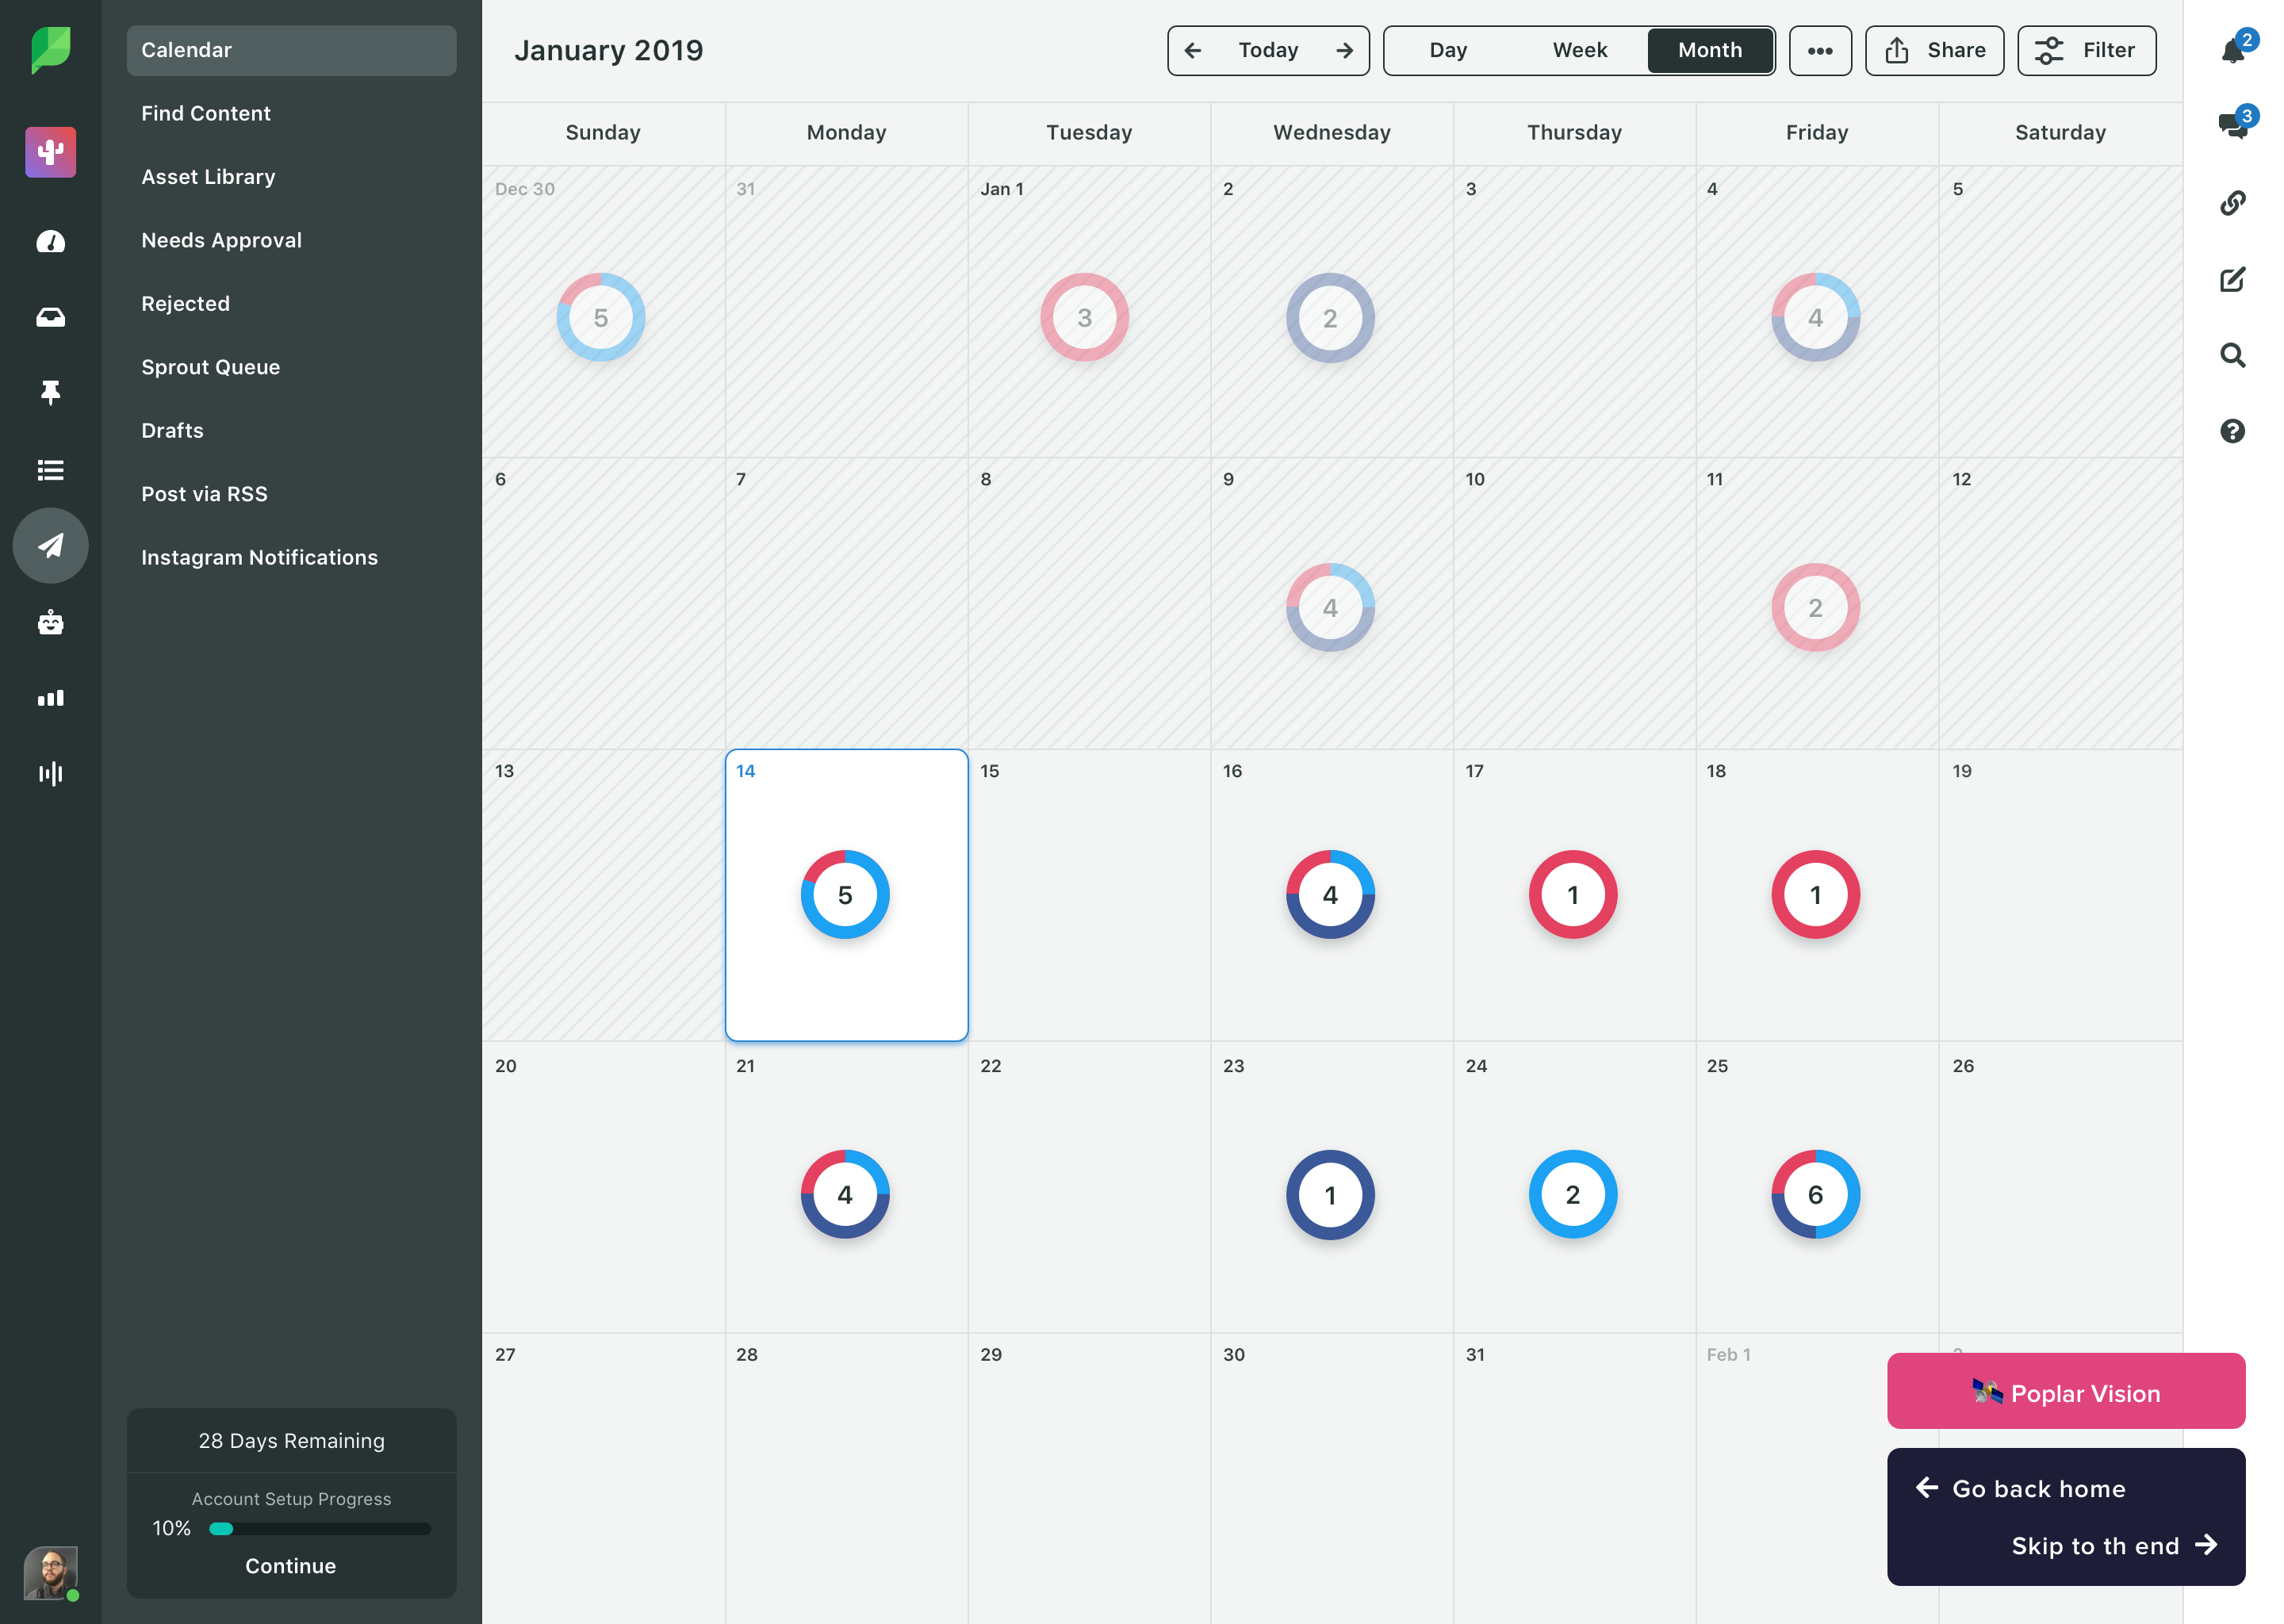 Calendar
Find Content
Asset Library
Needs Approval
Rejected
Sprout Queue
Drafts
Post via RSS
Instagram Notifications
28 Days Remaining
Account Setup Progress
10%
Continue
January 2019
Today
Day Week Month
Share
Filter
2
3
Sunday Monday Tuesday Wednesday Thursday Friday Saturday
Dec 30 31 Jan 1 2 3 4 5
5 3 2 4
6 7 8 9 10 11 12
4 2
13 14 15 16 17 18 19
5 4 1 1
20 21 22 23 24 25 26
4 1 2 6
27 28 29 30 31 Feb 1
Poplar Vision
Go back home
Skip to th end